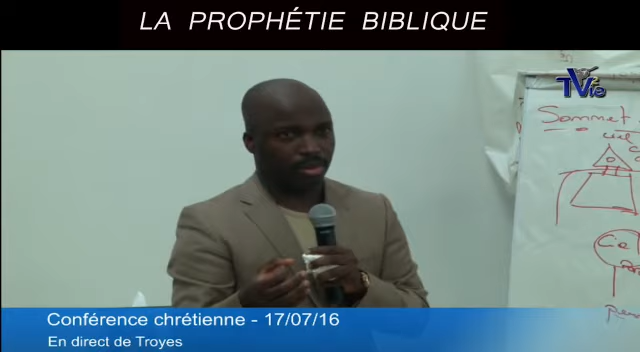 LA PROPHÉTIE BIBLIQUE
TVie
Sommet
Conférence chrétienne - 17/07/16
En direct de Troyes